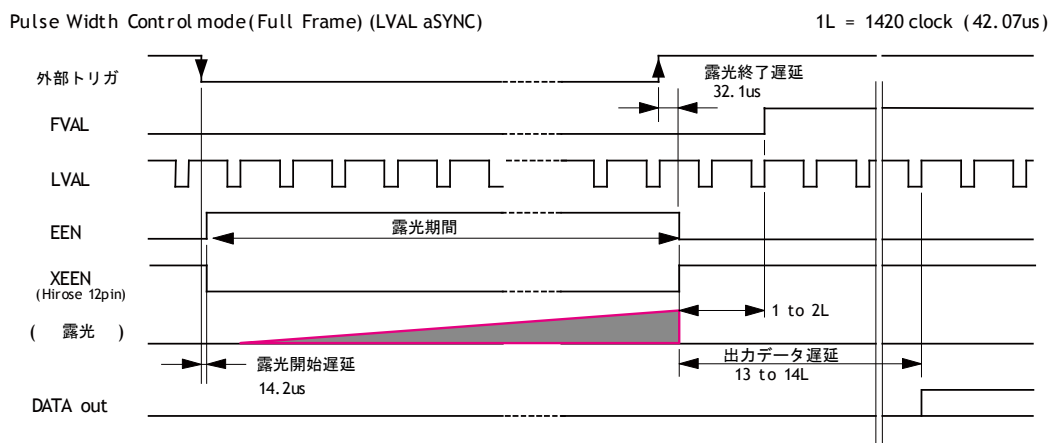 Pulse Width Control mode(Full Frame) (LVAL aSYNC)
1L = 1420 clock (42.07us)
外部トリガ
露光終了遅延
32.1us
FVAL
LVAL
EEN
露光期間
XEEN
(Hirose 12pin)
1 to 2L
( 露光 )
露光開始遅延
14.2us
出力データ遅延
13 to 14L
DATA out